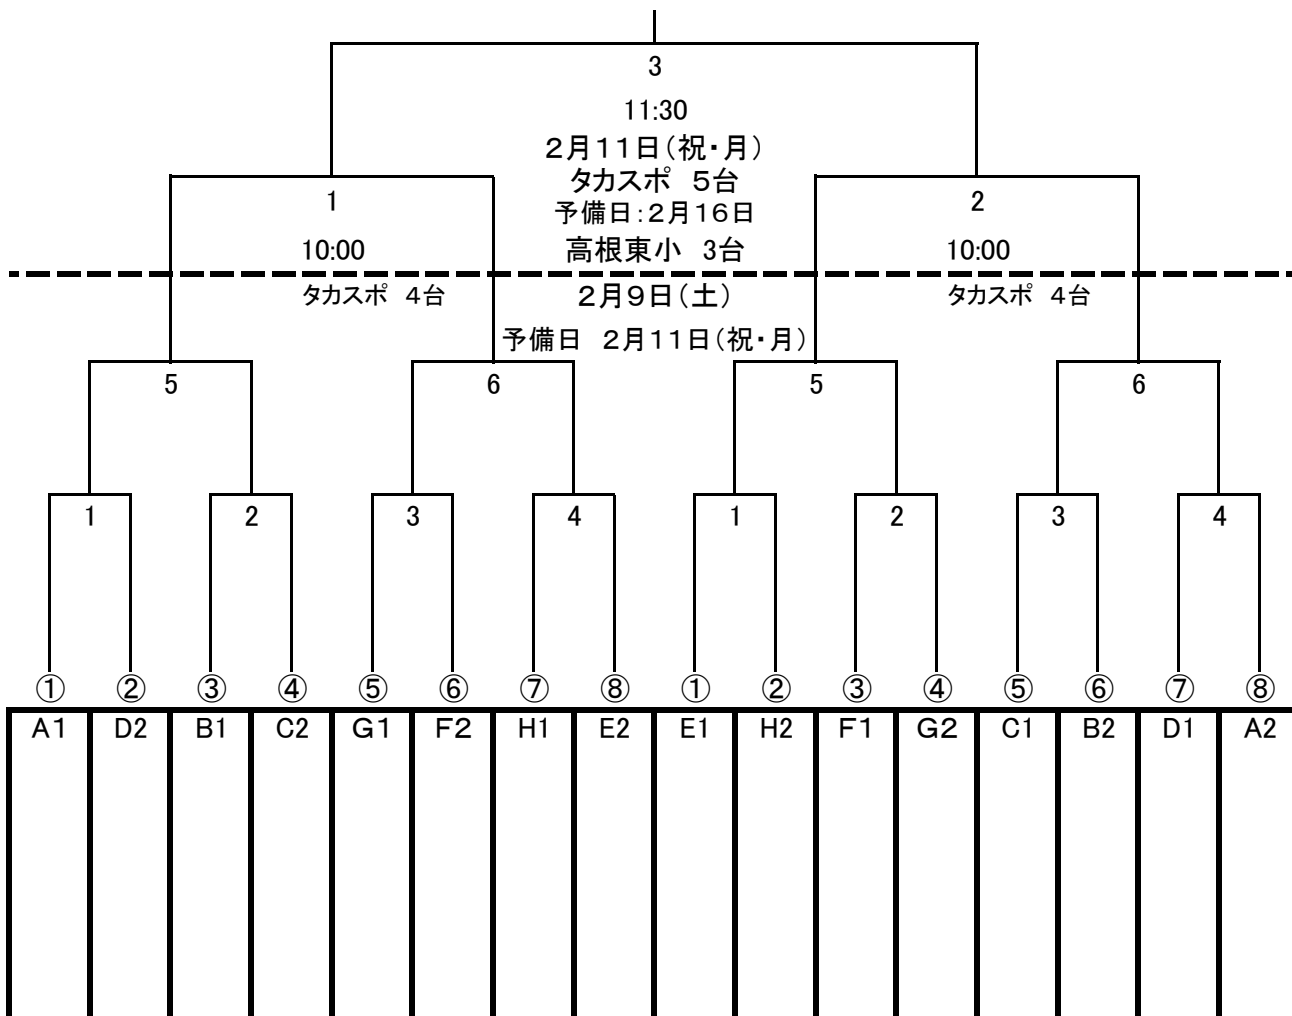 3
11:30
２月１１日（祝・月）
タカスポ　５台
1
2
予備日：２月１６日
10:00
高根東小　3台
10:00
タカスポ　４台
２月９日（土）
タカスポ　４台
予備日　２月１１日（祝・月）
5 6 5 6
1 2 3 4 1 2 3 4
① ② ③ ④ ⑤ ⑥ ⑦ ⑧ ① ② ③ ④ ⑤ ⑥ ⑦ ⑧
A1 D2 B1 C2 G1 F2 H1 E2 E1 H2 F1 G2 C1 B2 D1 A2